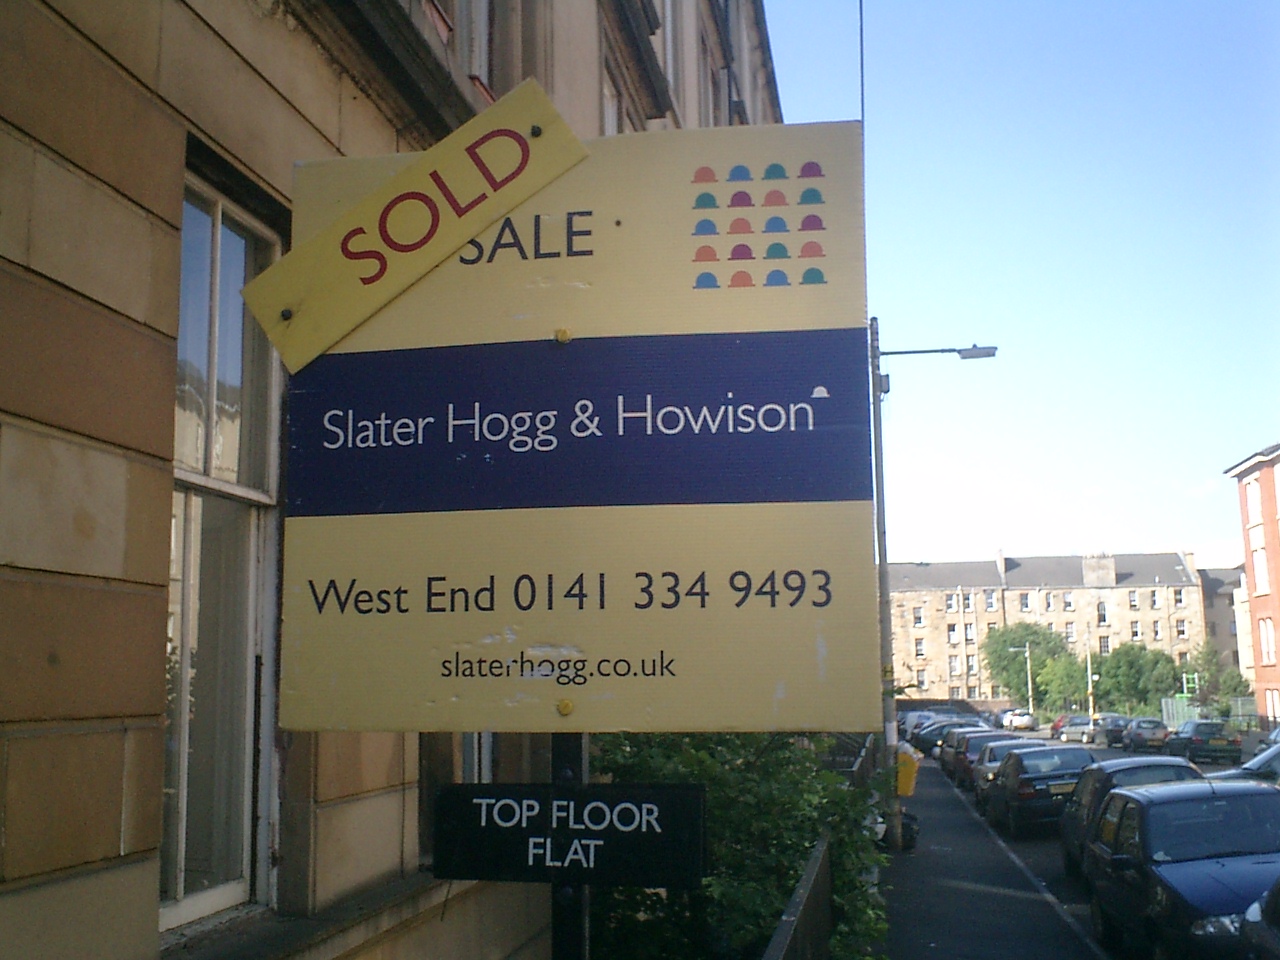 SOLD
SALE
Slater Hogg & Howison
West End 0141 334 9493
slaterhogg.co.uk
TOP FLOOR
FLAT